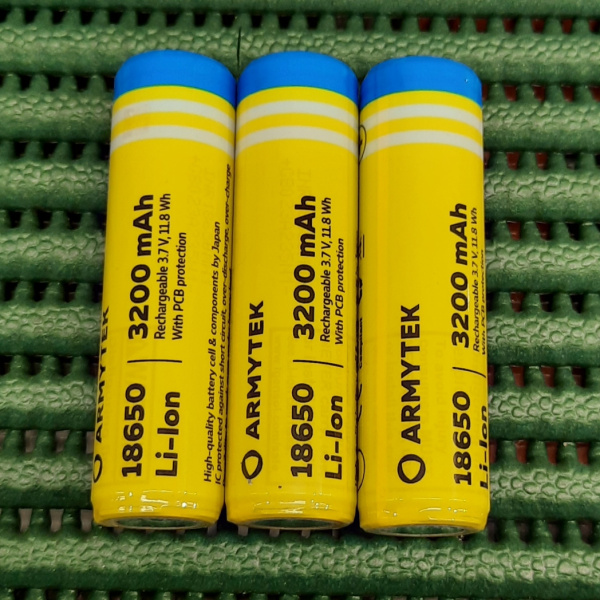 ARMYTEK
18650 | 3200 mAh
Li-Ion
Rechargeable 3.7 V, 11.8 Wh
With PCB protection
High-quality battery cell & components by Japan
IC protected against short circuit, over-discharge, over-charge
ARMYTEK
18650 | 3200 mAh
Li-Ion
Rechargeable 3.7 V, 11.8 Wh
With PCB protection
ARMYTEK
18650 | 3200 mAh
Li-Ion
Rechargeable 3.7 V, 11.8 Wh
With PCB